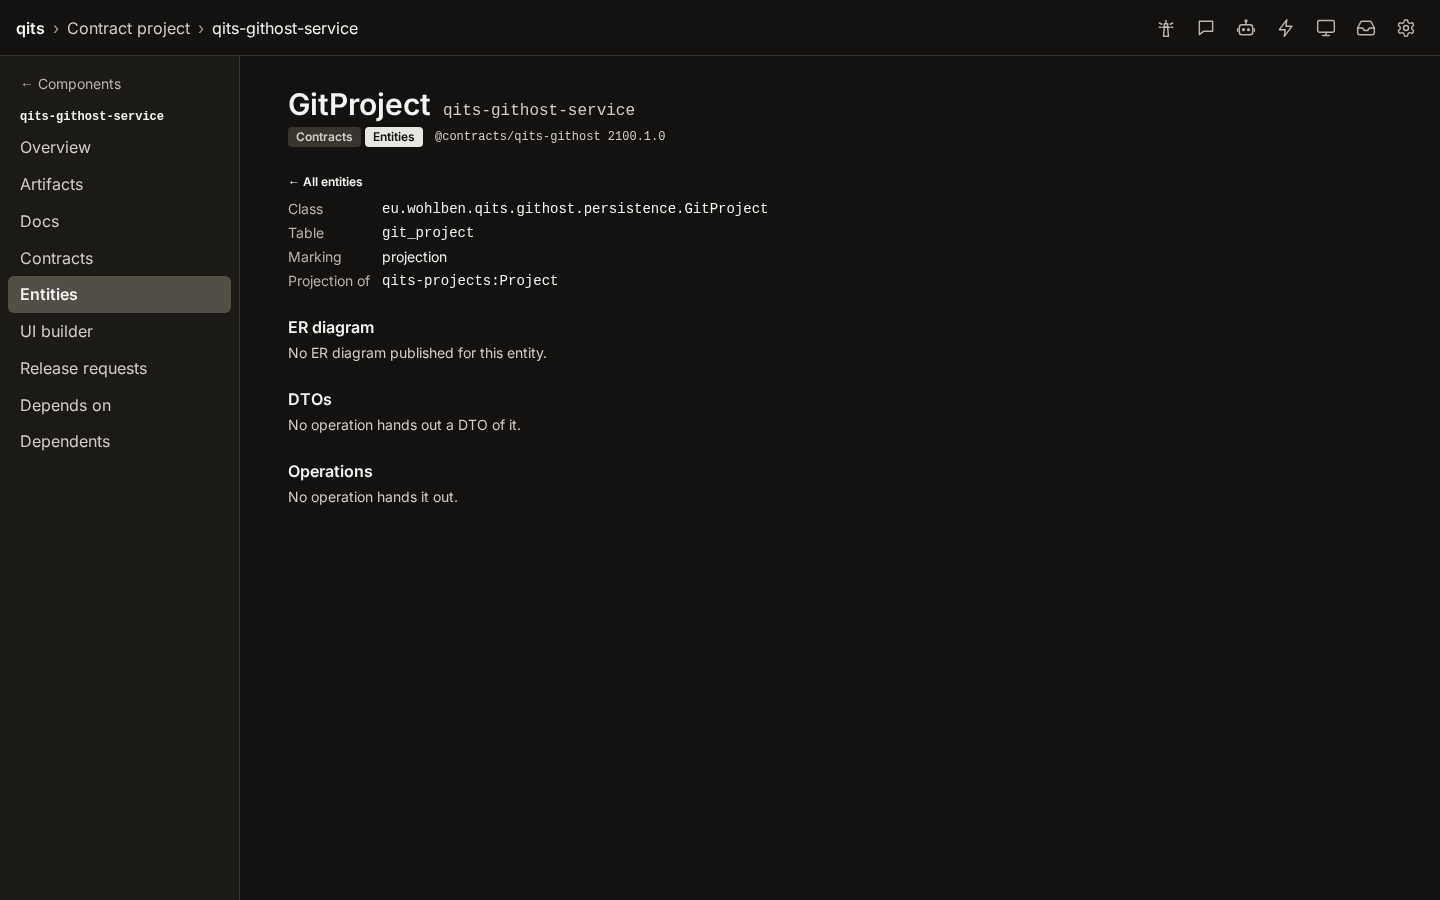 qits › Contract project › qits-githost-service
← Components
qits-githost-service
Overview
Artifacts
Docs
Contracts
Entities
UI builder
Release requests
Depends on
Dependents
GitProject qits-githost-service
Contracts Entities @contracts/qits-githost 2100.1.0
← All entities
Class eu.wohlben.qits.githost.persistence.GitProject
Table git_project
Marking projection
Projection of qits-projects:Project
ER diagram
No ER diagram published for this entity.
DTOs
No operation hands out a DTO of it.
Operations
No operation hands it out.